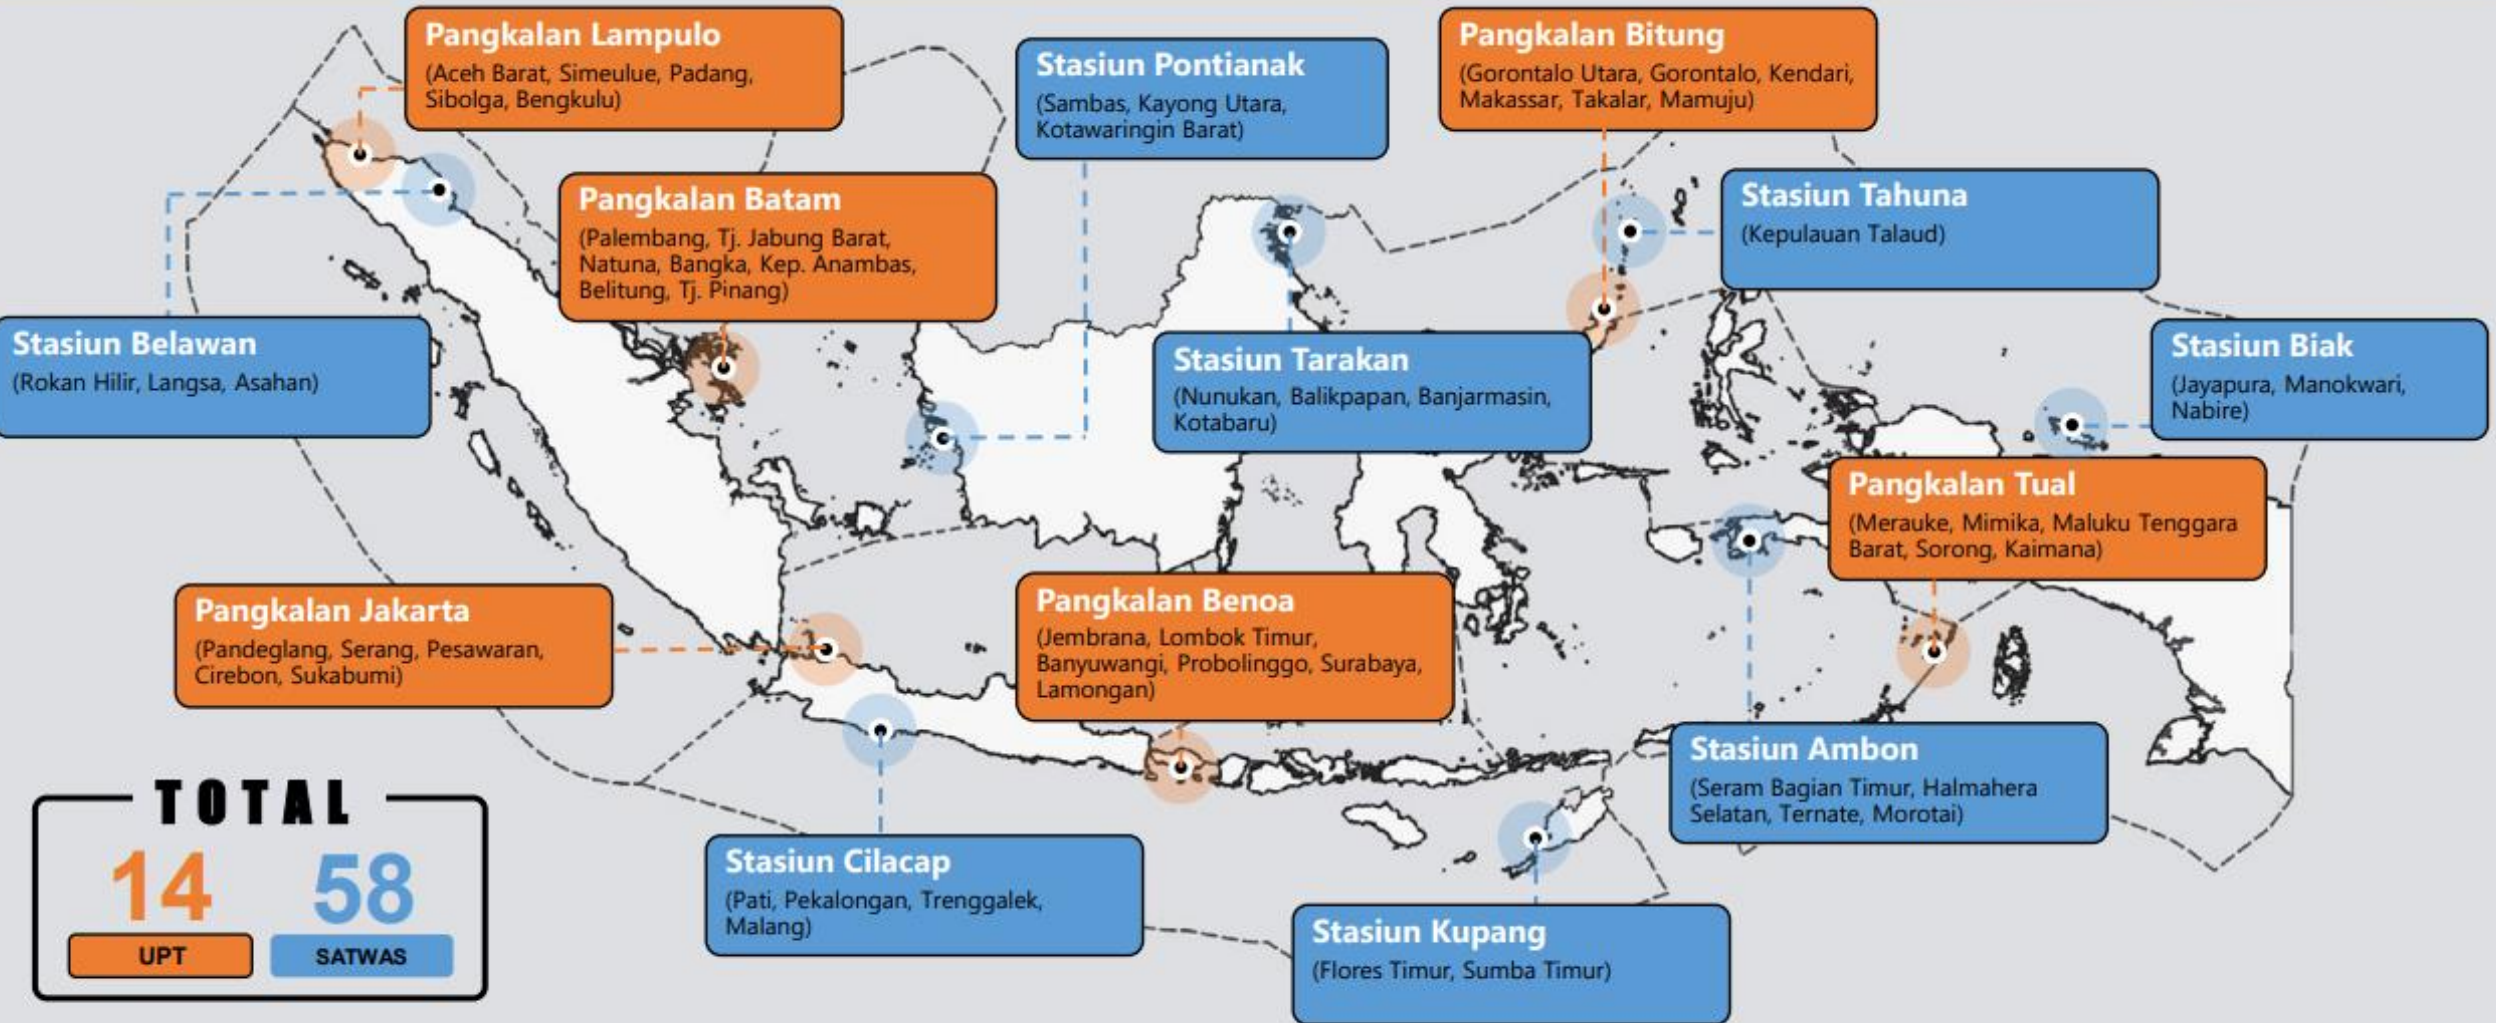 Pangkalan Lampulo
(Aceh Barat, Simeulue, Padang,
Sibolga, Bengkulu)
Stasiun Pontianak
(Sambas, Kayong Utara,
Kotawaringin Barat)
Pangkalan Bitung
(Gorontalo Utara, Gorontalo, Kendari,
Makassar, Takalar, Mamuju)
Pangkalan Batam
(Palembang, Tj. Jabung Barat,
Natuna, Bangka, Kep. Anambas,
Belitung, Tj. Pinang)
Stasiun Tahuna
(Kepulauan Talaud)
Stasiun Belawan
(Rokan Hilir, Langsa, Asahan)
Stasiun Tarakan
(Nunukan, Balikpapan, Banjarmasin,
Kotabaru)
Stasiun Biak
(Jayapura, Manokwari,
Nabire)
Pangkalan Tual
(Merauke, Mimika, Maluku Tenggara
Barat, Sorong, Kaimana)
Pangkalan Jakarta
(Pandeglang, Serang, Pesawaran,
Cirebon, Sukabumi)
Pangkalan Benoa
(Jembrana, Lombok Timur,
Banyuwangi, Probolinggo, Surabaya,
Lamongan)
Stasiun Ambon
(Seram Bagian Timur, Halmahera
Selatan, Ternate, Morotai)
Stasiun Cilacap
(Pati, Pekalongan, Trenggalek,
Malang)
Stasiun Kupang
(Flores Timur, Sumba Timur)
TOTAL
14 58
UPT SATWAS